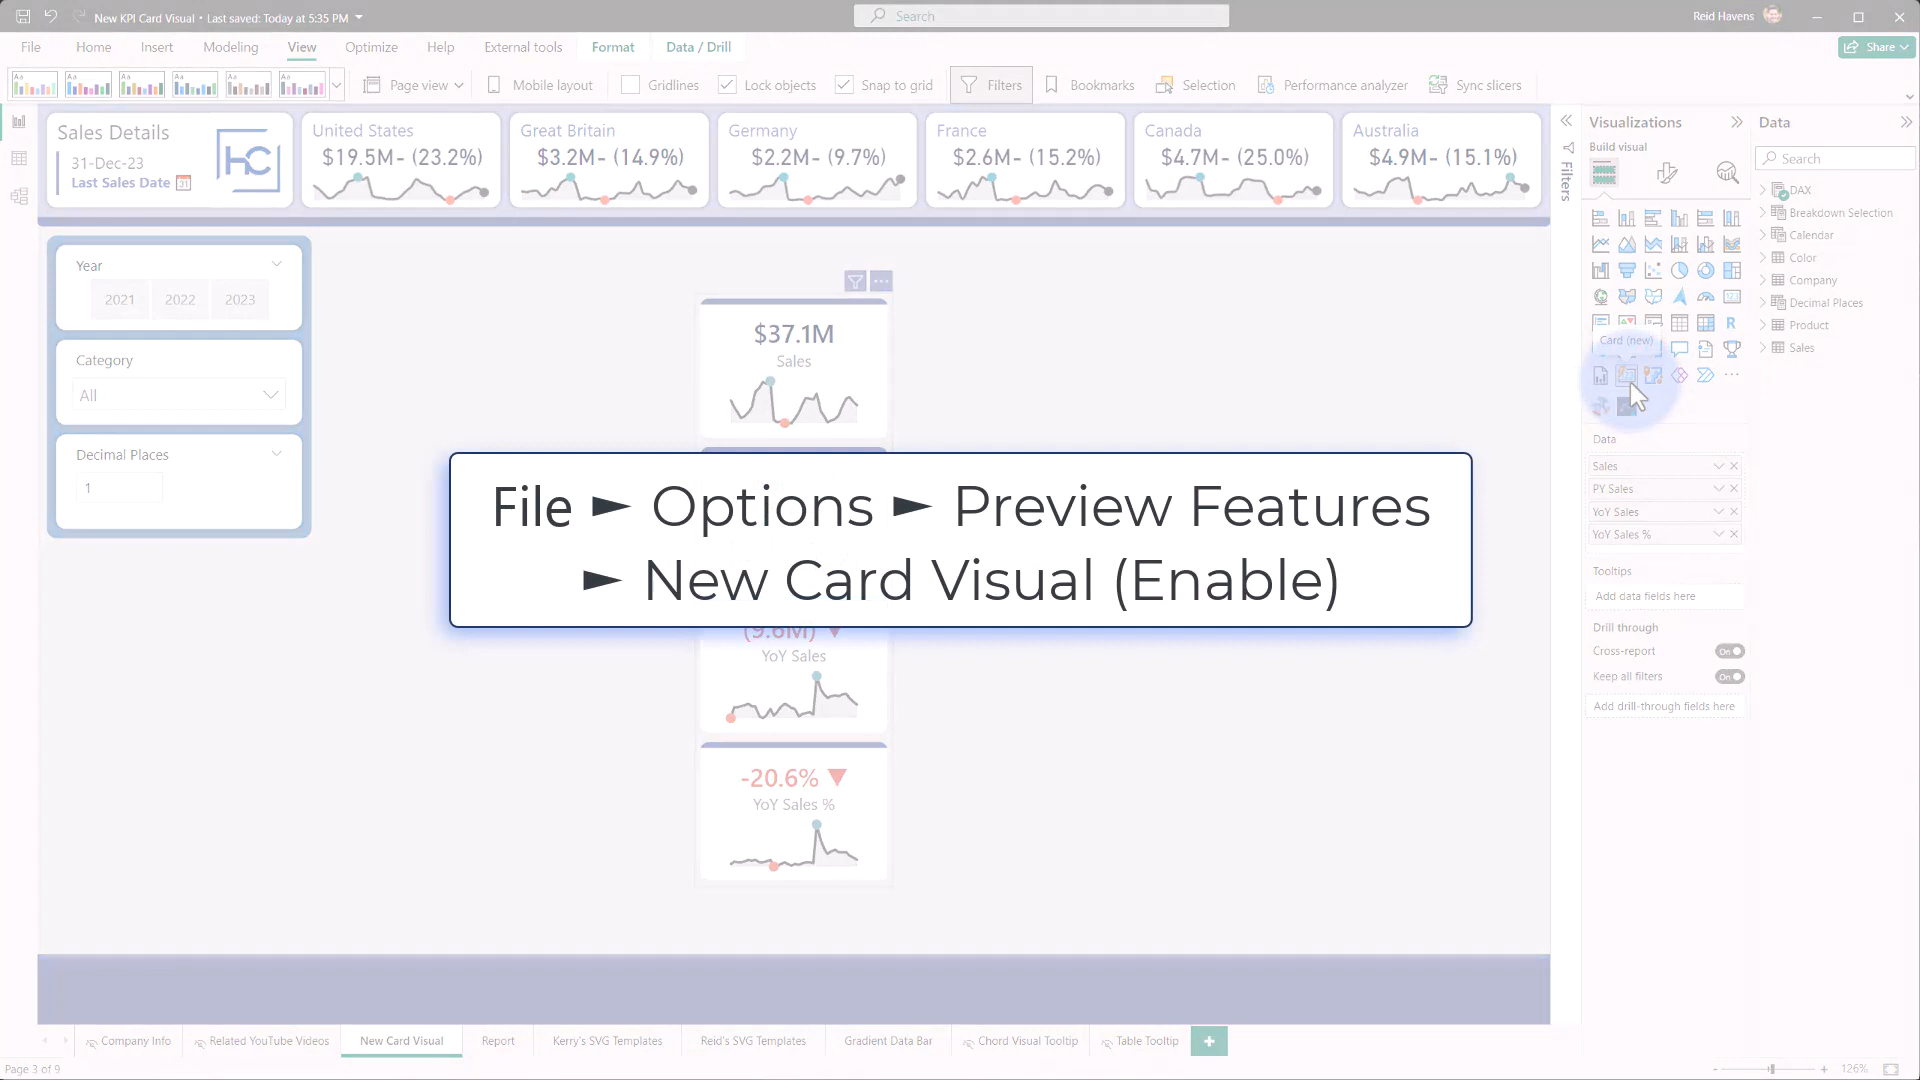 New KPI Card Visual • Last saved: Today at 5:35 PM
Search
Reid Havens
File
Home
Insert
Modeling
View
Optimize
Help
External tools
Format
Data / Drill
Share
Page view
Mobile layout
Gridlines
Lock objects
Snap to grid
Filters
Bookmarks
Selection
Performance analyzer
Sync slicers
Sales Details
31-Dec-23
Last Sales Date
HC
United States
$19.5M- (23.2%)
Great Britain
$3.2M- (14.9%)
Germany
$2.2M- (9.7%)
France
$2.6M- (15.2%)
Canada
$4.7M- (25.0%)
Australia
$4.9M- (15.1%)
Year
2021
2022
2023
Category
All
Decimal Places
1
$37.1M
Sales
File ► Options ► Preview Features
► New Card Visual (Enable)
(9.6M) ▼
YoY Sales
-20.6% ▼
YoY Sales %
Filters
Visualizations
Build visual
Card (new)
Data
Sales
PY Sales
YoY Sales
YoY Sales %
Tooltips
Add data fields here
Drill through
Cross-report
On
Keep all filters
On
Add drill-through fields here
Data
Search
DAX
Breakdown Selection
Calendar
Color
Company
Decimal Places
Product
Sales
Company Info
Related YouTube Videos
New Card Visual
Report
Kerry's SVG Templates
Reid's SVG Templates
Gradient Data Bar
Chord Visual Tooltip
Table Tooltip
Page 3 of 9
126%